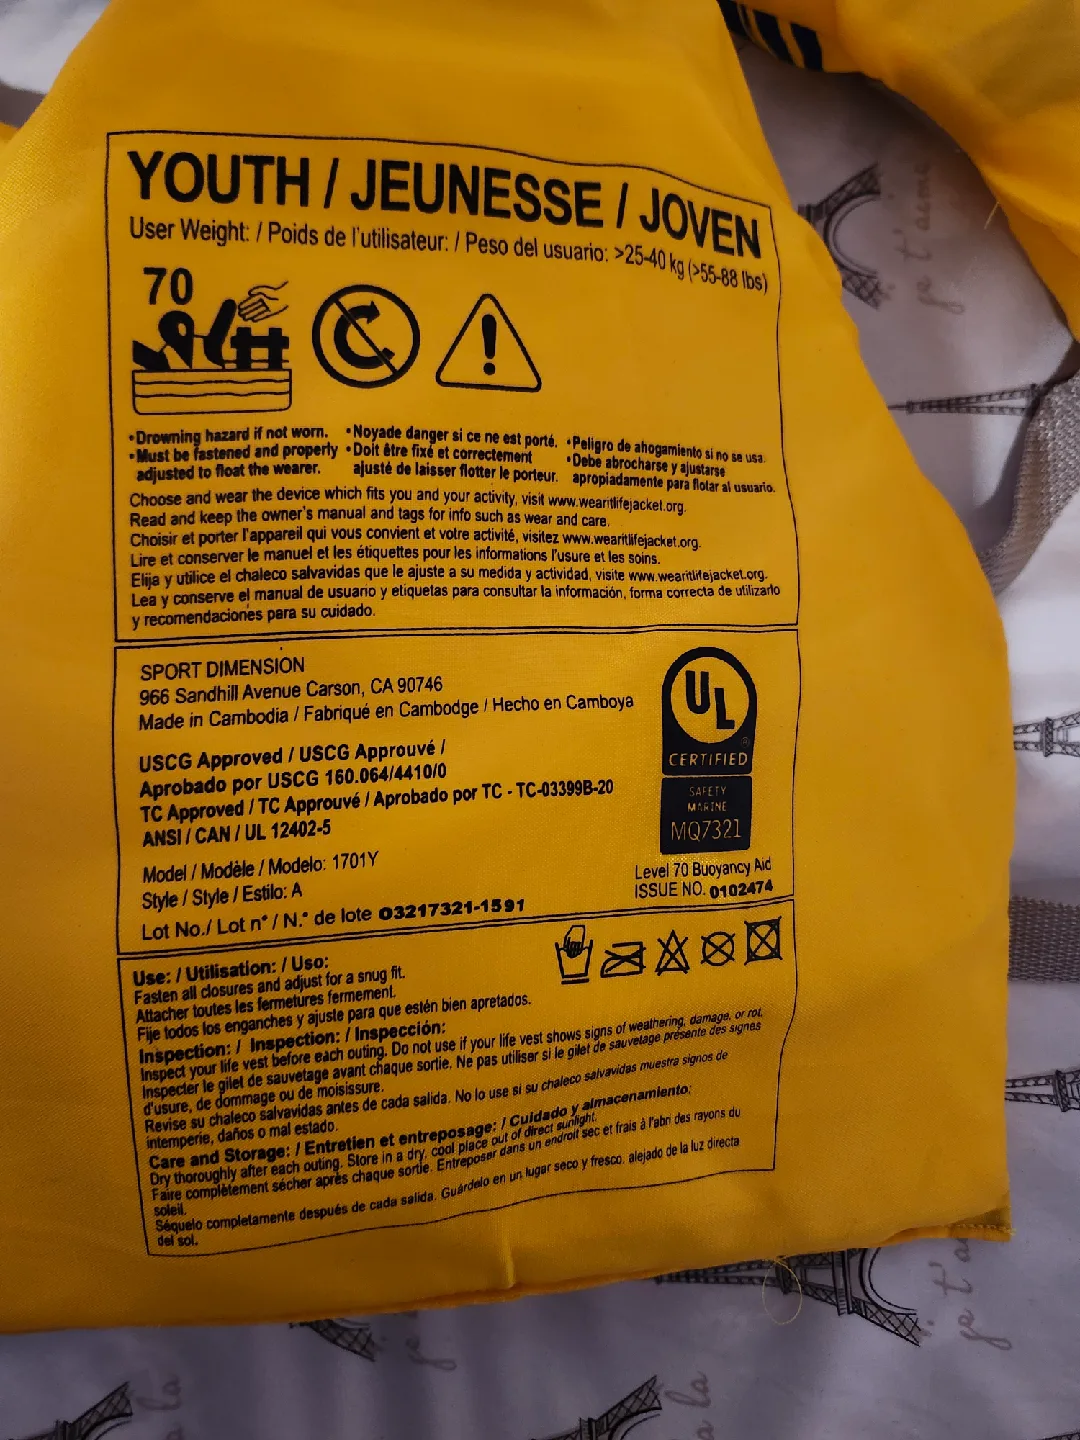 YOUTH / JEUNESSE / JOVEN
User Weight: / Poids de l'utilisateur: / Peso del usuario: >25-40 kg (>55-88 lbs)
70
•Drowning hazard if not worn.
•Must be fastened and properly
adjusted to float the wearer.
•Noyade danger si ce ne est porté.
•Doit être fixé et correctement
ajusté de laisser flotter le porteur.
•Peligro de ahogamiento si no se usa.
•Debe abrocharse y ajustarse
apropiadamente para flotar al usuario.
Choose and wear the device which fits you and your activity, visit www.wearitlifejacket.org.
Read and keep the owner's manual and tags for info such as wear and care.
Choisir et porter l'appareil qui vous convient et votre activité, visitez www.wearitlifejacket.org.
Lire et conserver le manuel et les étiquettes pour les informations l'usure et les soins.
Elija y utilice el chaleco salvavidas que le ajuste a su medida y actividad, visite www.wearitlifejacket.org.
Lea y conserve el manual de usuario y etiquetas para consultar la información, forma correcta de utilizarlo
y recomendaciones para su cuidado.
SPORT DIMENSION
966 Sandhill Avenue Carson, CA 90746
Made in Cambodia / Fabriqué en Cambodge / Hecho en Camboya
USCG Approved / USCG Approuvé /
Aprobado por USCG 160.064/4410/0
TC Approved / TC Approuvé / Aprobado por TC - TC-03399B-20
ANSI / CAN / UL 12402-5
Model / Modèle / Modelo: 1701Y
Style / Style / Estilo: A
Lot No./ Lot n° / N.° de lote 03217321-1591
UL
®
CERTIFIED
SAFETY
MARINE
MQ7321
Level 70 Buoyancy Aid
ISSUE NO. 0102474
Use: / Utilisation: / Uso:
Fasten all closures and adjust for a snug fit.
Attacher toutes les fermetures fermement.
Fije todos los enganches y ajuste para que estén bien apretados.
Inspection: / Inspection: / Inspección:
Inspect your life vest before each outing. Do not use if your life vest shows signs of weathering, damage, or rot.
Inspecter le gilet de sauvetage avant chaque sortie. Ne pas utiliser si le gilet de sauvetage présente des signes
d'usure, de dommage ou de moisissure.
Revise su chaleco salvavidas antes de cada salida. No lo use si su chaleco salvavidas muestra signos de
intemperie, daños o mal estado.
Care and Storage: / Entretien et entreposage: / Cuidado y almacenamiento:
Dry thoroughly after each outing. Store in a dry, cool place out of direct sunlight.
Faire complètement sécher après chaque sortie. Entreposer dans un endroit sec et frais à l'abri des rayons du
soleil.
Séquelo completamente después de cada salida. Guárdelo en un lugar seco y fresco, alejado de la luz directa
del sol.
je t'aime
je t'a
je
la
a la